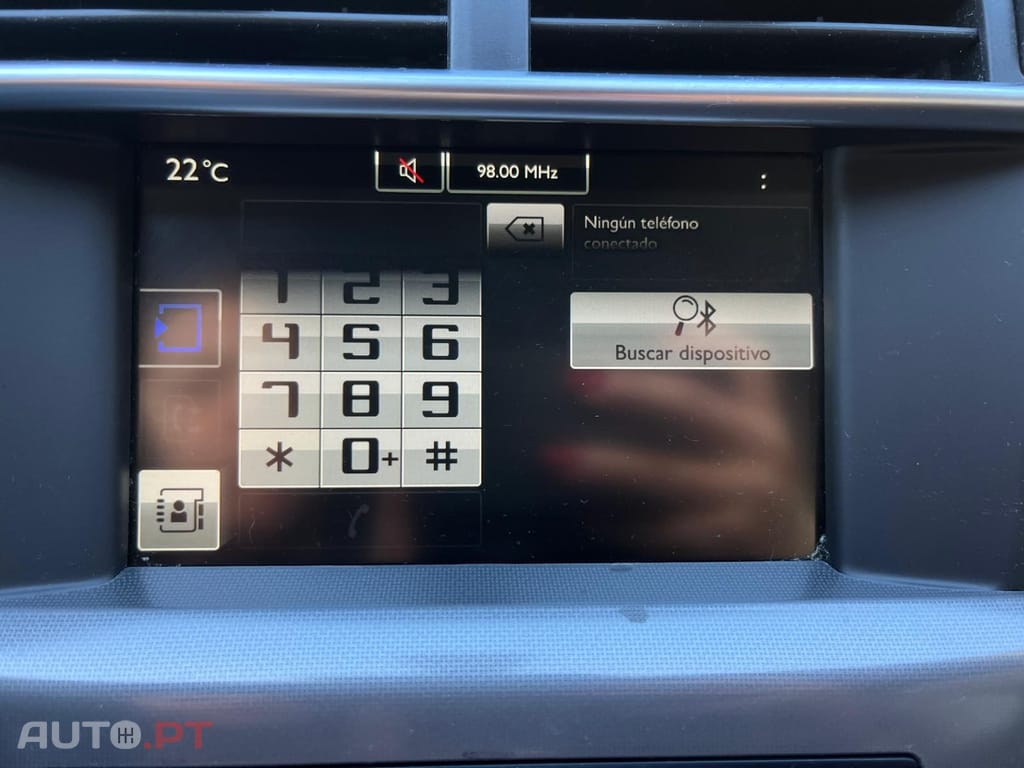 22°C
98.00 MHz
Ningún teléfono
conectado
1 2 3
4 5 6
Buscar dispositivo
7 8 9
* 0+ #
AUTO.PT